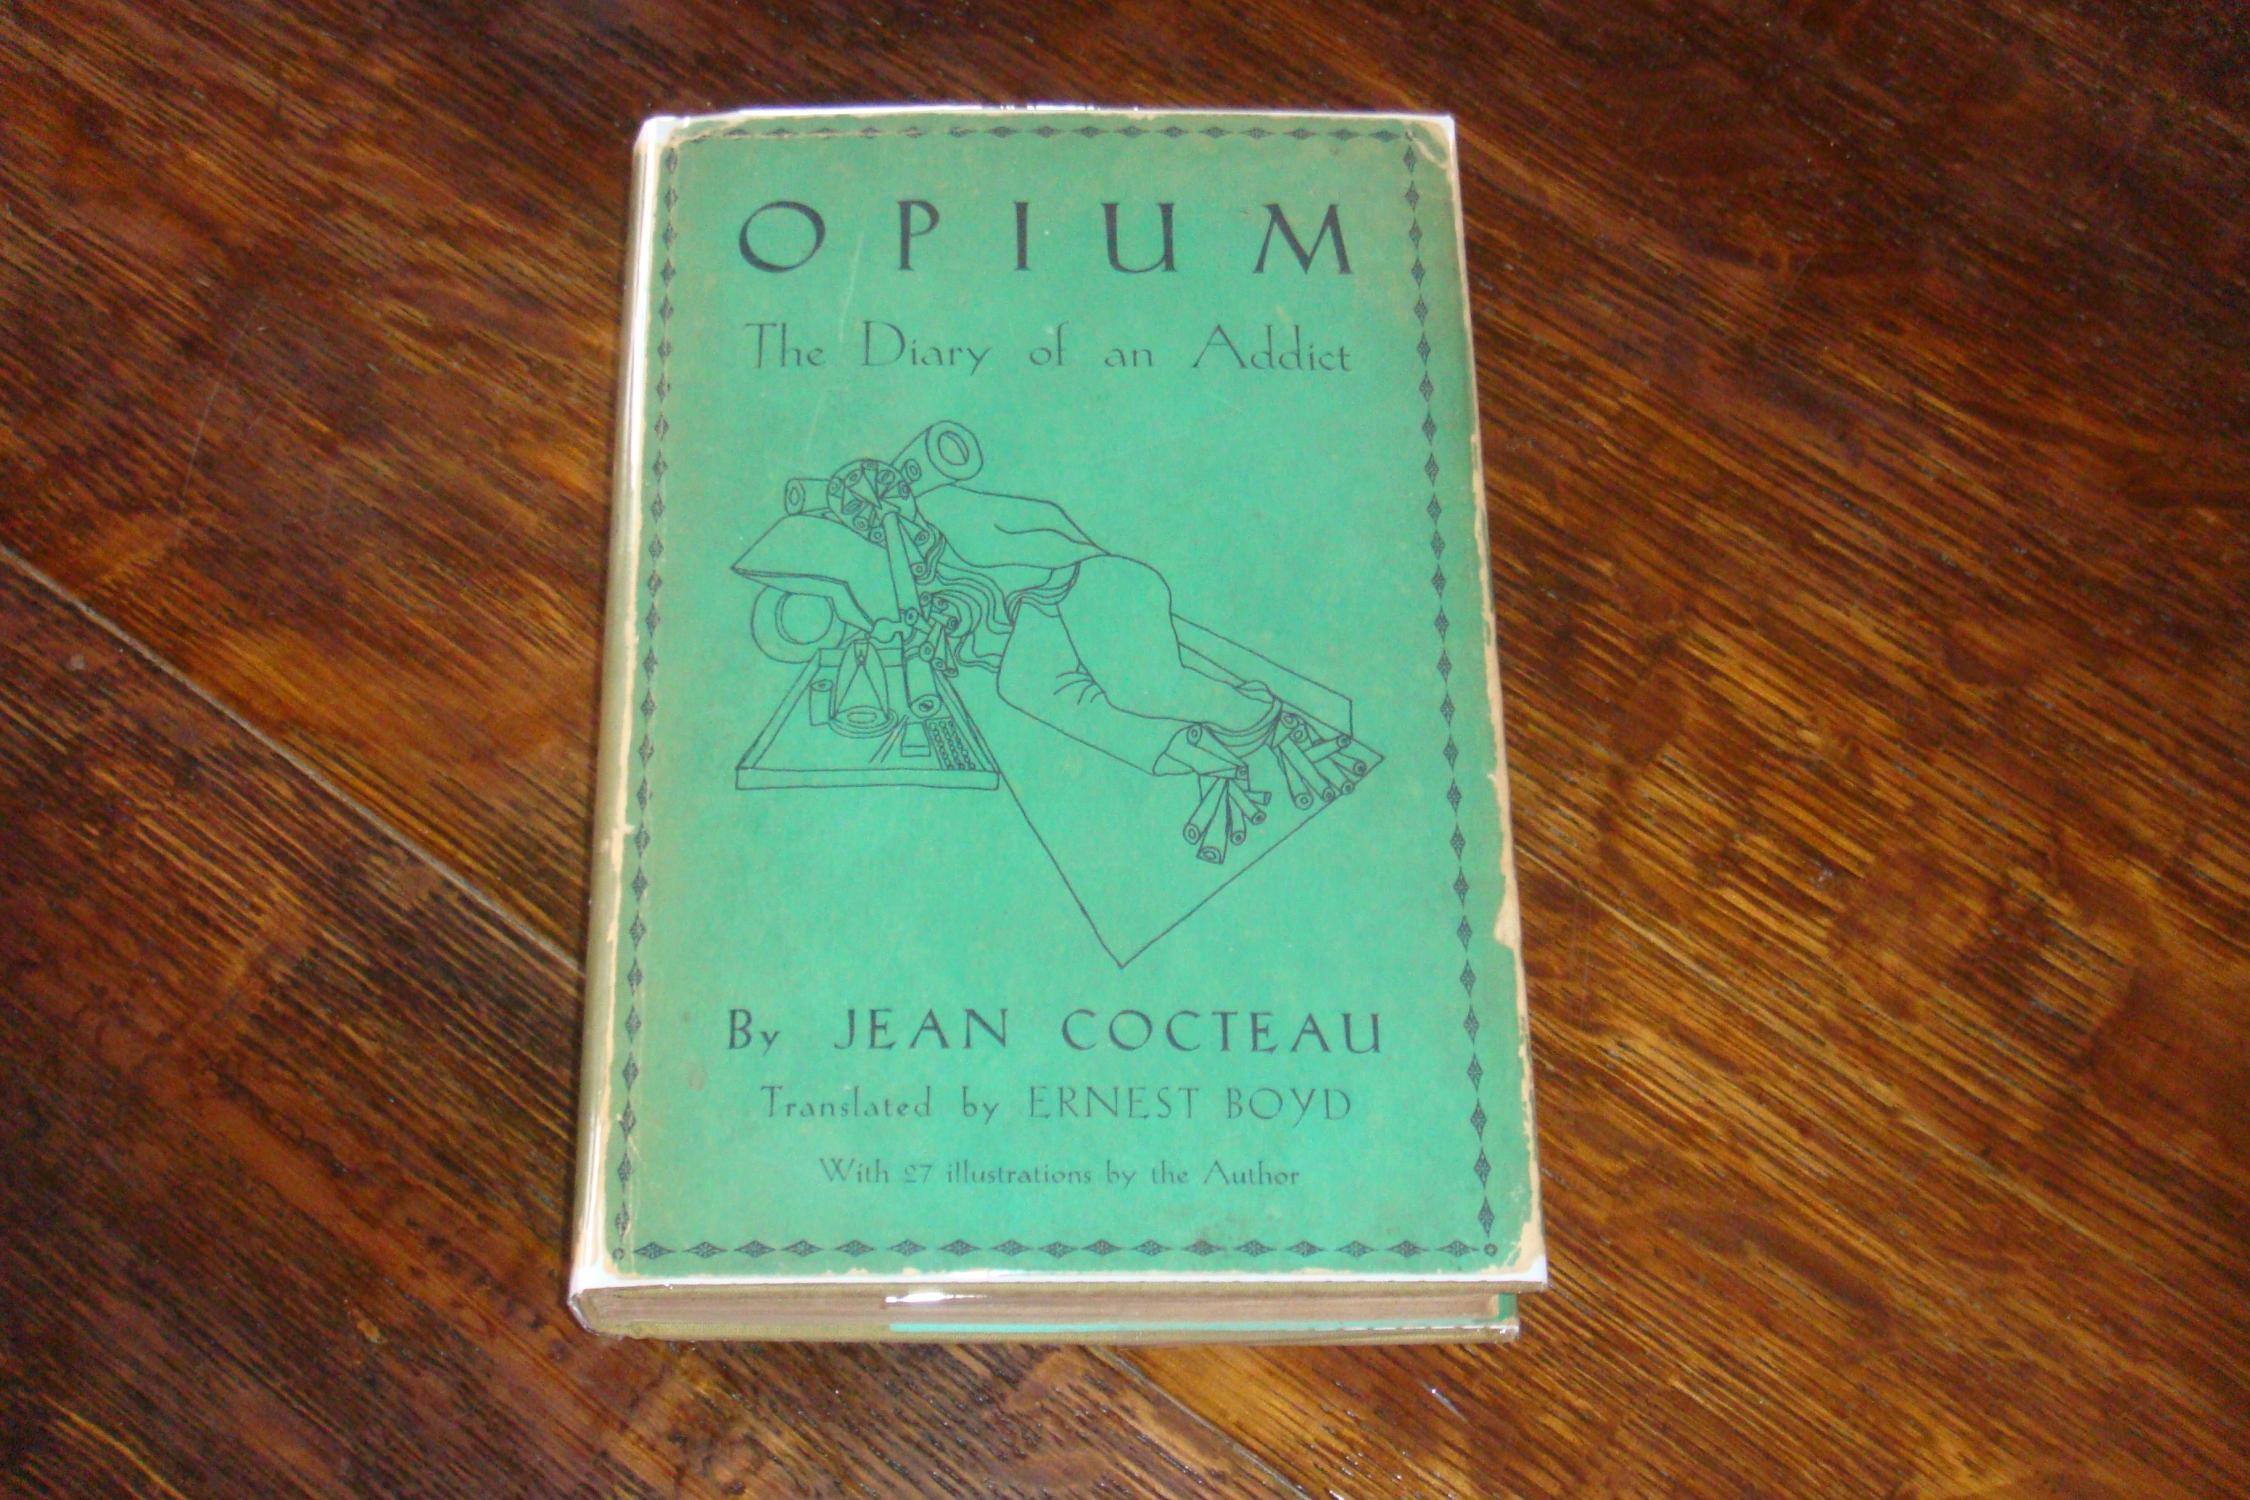 OPIUM
The Diary of an Addict
By JEAN COCTEAU
Translated by ERNEST BOYD
With 27 illustrations by the Author